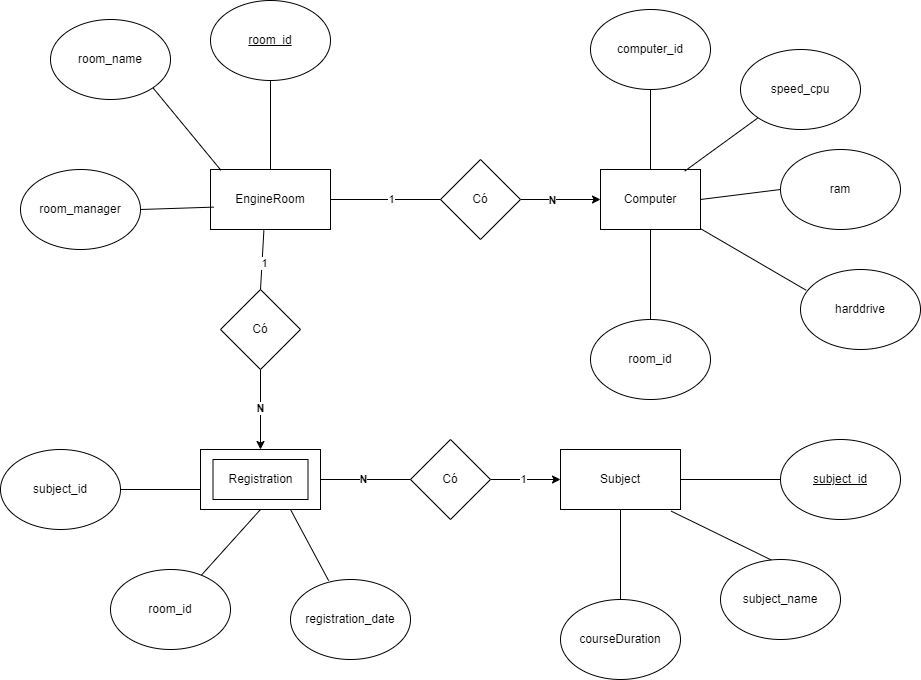 room_id
computer_id
room_name
speed_cpu
ram
room_manager
EngineRoom
1
Có
N
Computer
1
harddrive
Có
room_id
N
subject_id
Registration
N
Có
1
Subject
subject_id
room_id
registration_date
subject_name
courseDuration